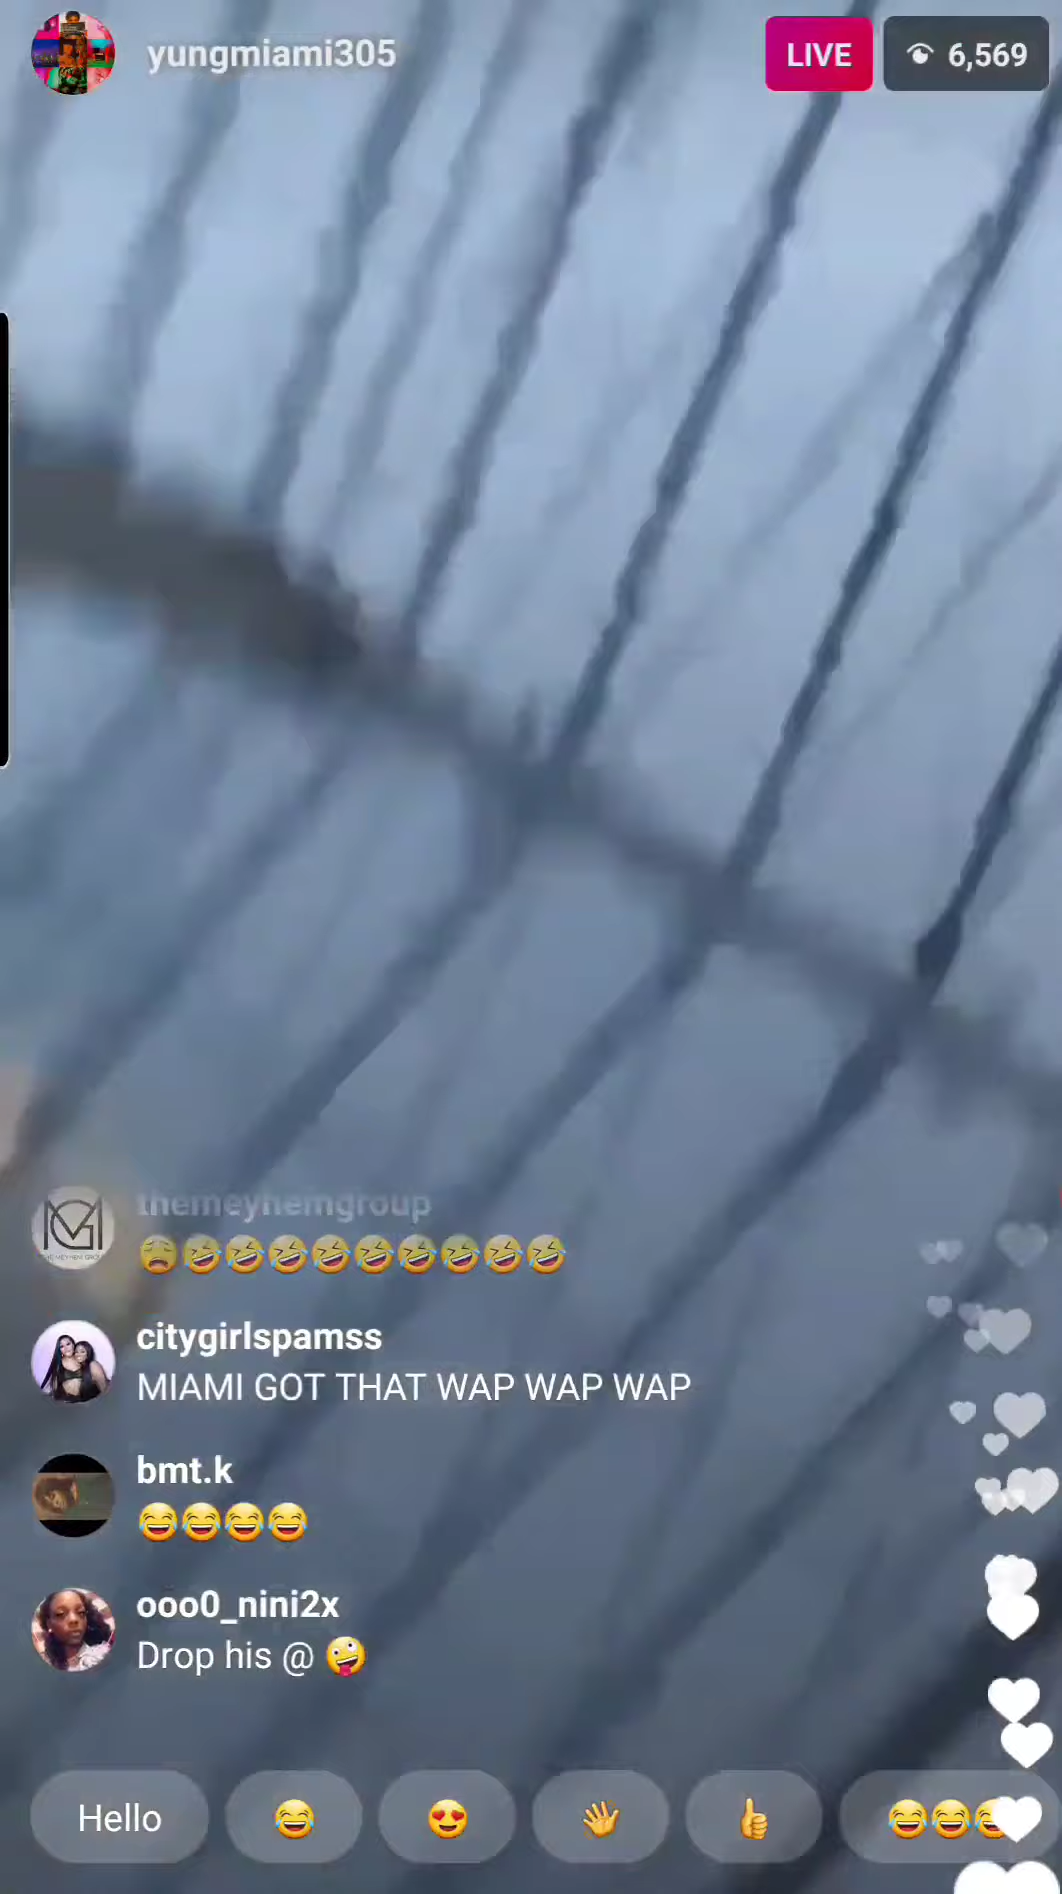 yungmiami305
LIVE
6,569
themeyhemgroup
😩🤣🤣🤣🤣🤣🤣🤣🤣🤣
citygirlspamss
MIAMI GOT THAT WAP WAP WAP
bmt.k
😂😂😂😂
ooo0_nini2x
Drop his @ 🤪
Hello
😂
😍
👋
👍
😂😂😂